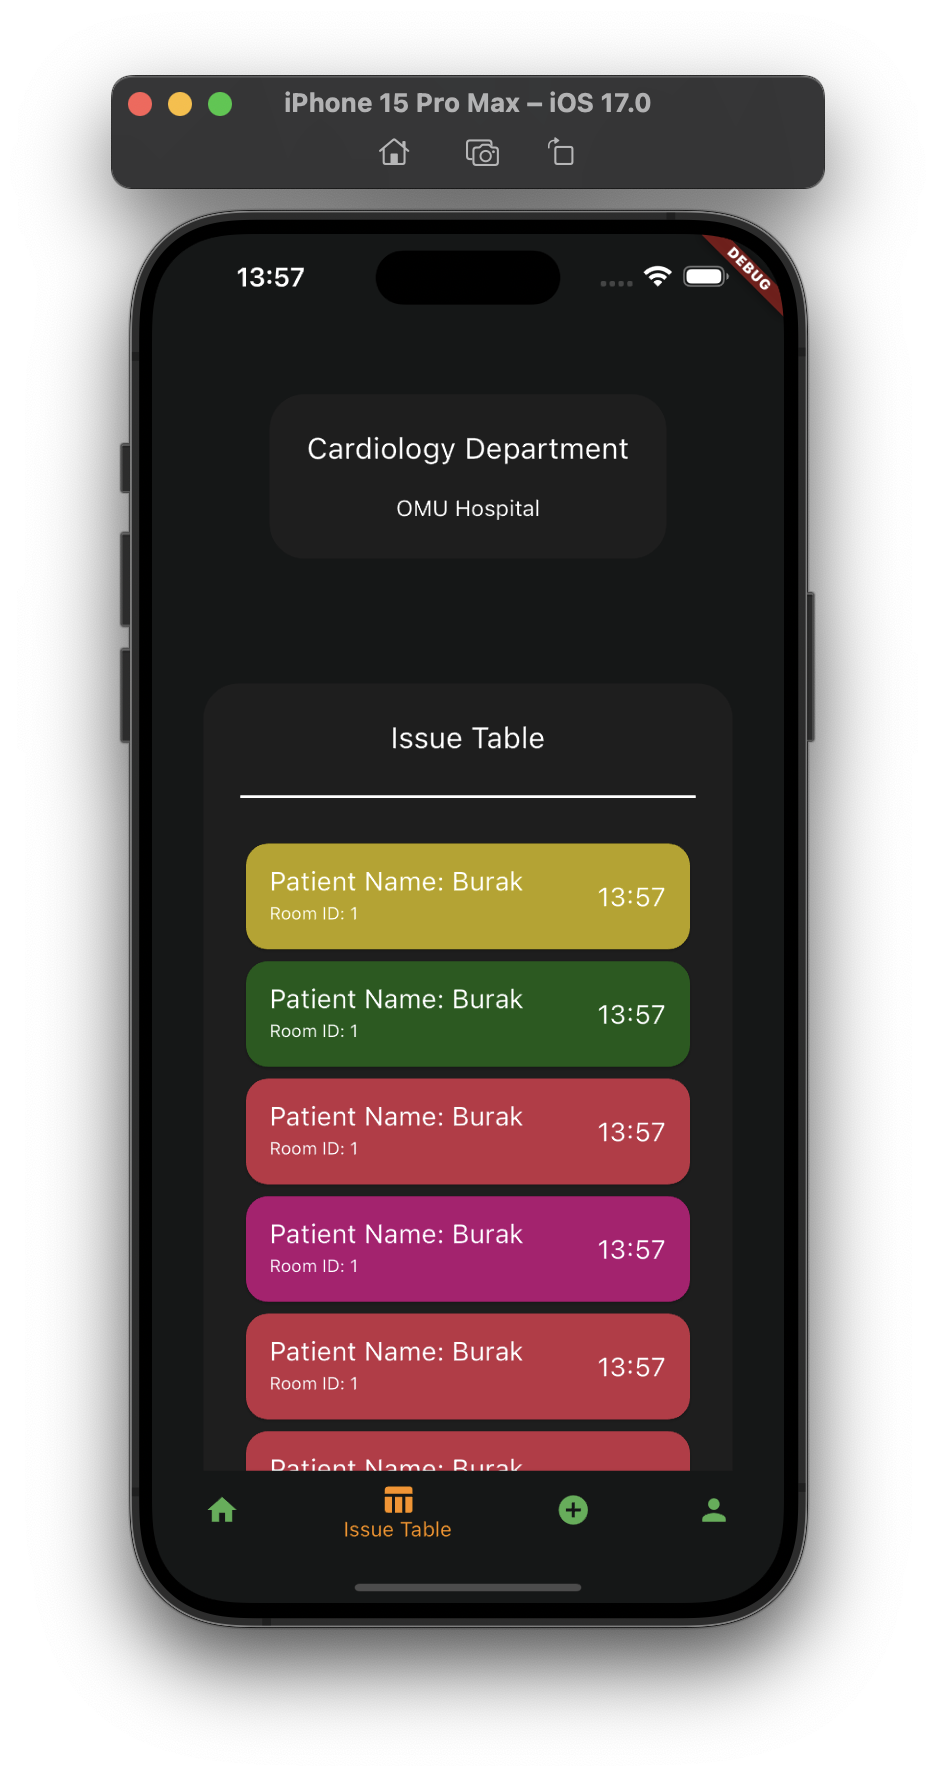 iPhone 15 Pro Max – iOS 17.0
13:57
DEBUG
Cardiology Department
OMU Hospital
Issue Table
Patient Name: Burak
13:57
Room ID: 1
Patient Name: Burak
13:57
Room ID: 1
Patient Name: Burak
13:57
Room ID: 1
Patient Name: Burak
13:57
Room ID: 1
Patient Name: Burak
13:57
Room ID: 1
Patient Name: Burak
Issue Table